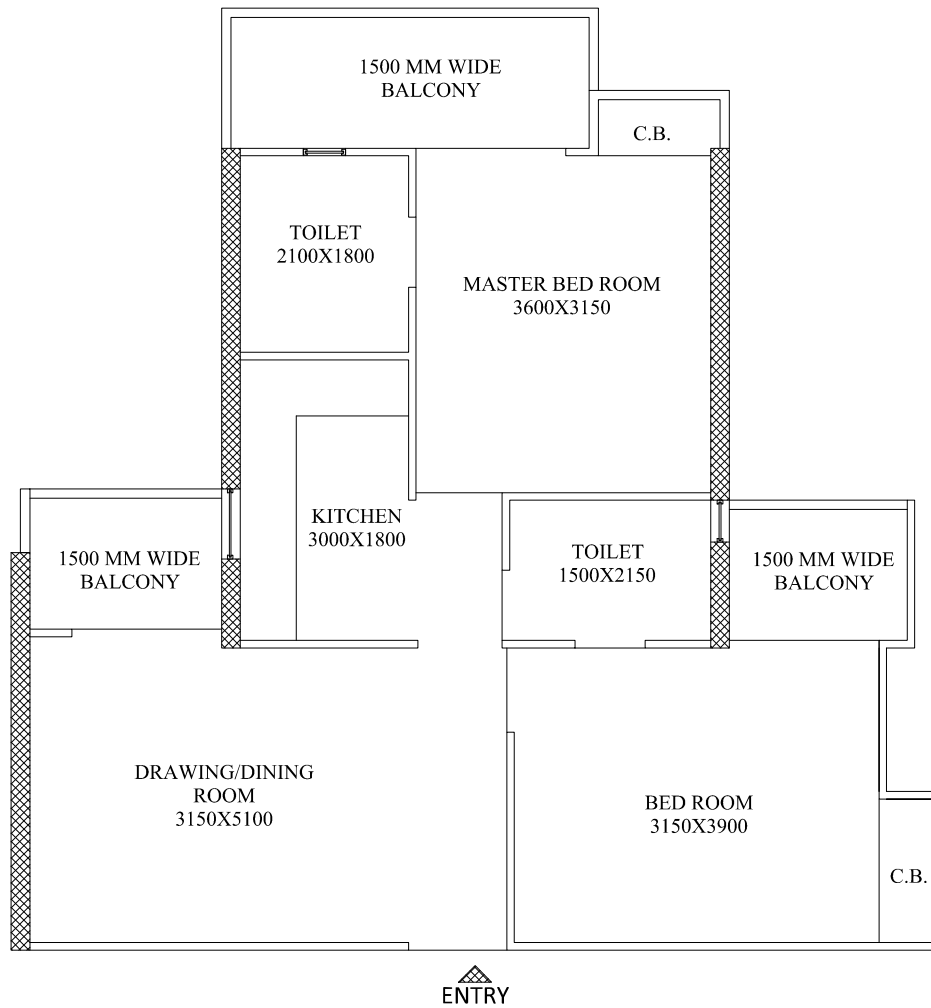 1500 MM WIDE
BALCONY
C.B.
TOILET
2100X1800
MASTER BED ROOM
3600X3150
KITCHEN
3000X1800
1500 MM WIDE
BALCONY
TOILET
1500X2150
1500 MM WIDE
BALCONY
DRAWING/DINING
ROOM
3150X5100
BED ROOM
3150X3900
C.B.
ENTRY